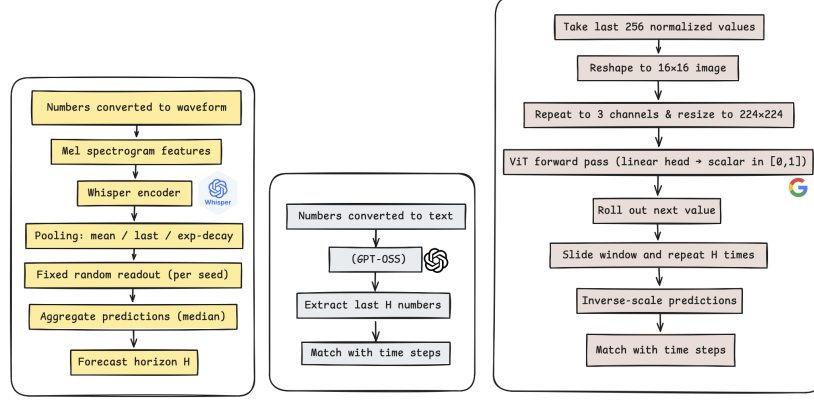 Numbers converted to waveform
Mel spectrogram features
Whisper encoder
Whisper
Pooling: mean / last / exp-decay
Fixed random readout (per seed)
Aggregate predictions (median)
Forecast horizon H
Numbers converted to text
(GPT-OSS)
Extract last H numbers
Match with time steps
Take last 256 normalized values
Reshape to 16×16 image
Repeat to 3 channels & resize to 224×224
ViT forward pass (linear head → scalar in [0,1])
Roll out next value
Slide window and repeat H times
Inverse-scale predictions
Match with time steps